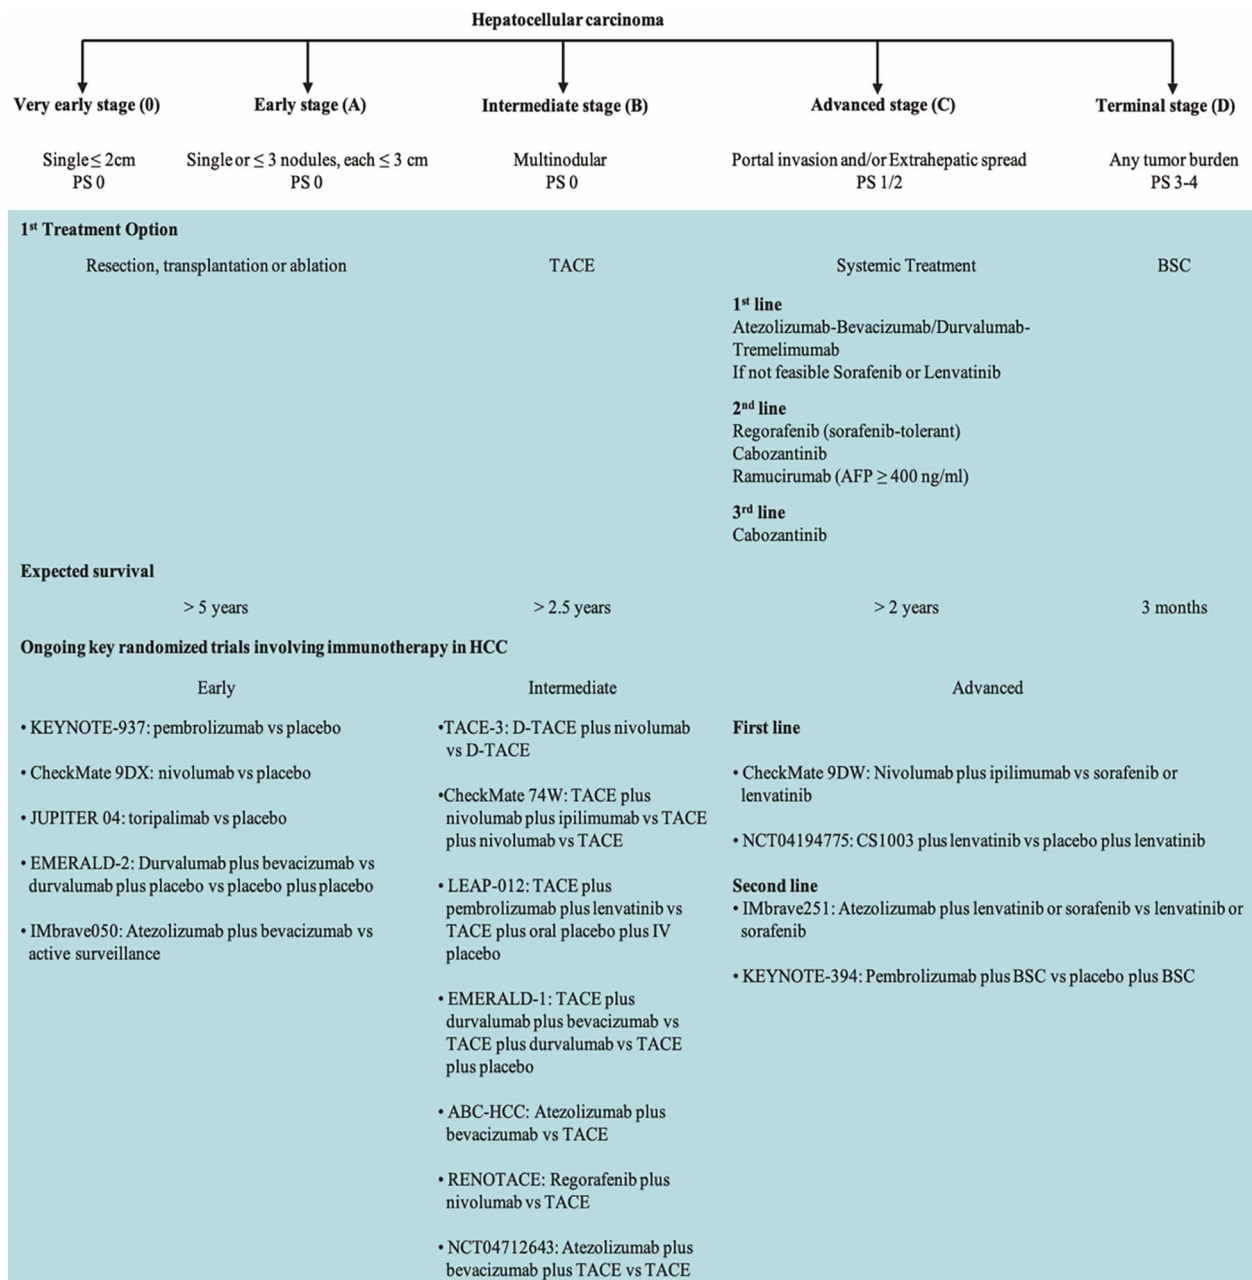 Hepatocellular carcinoma
Very early stage (0)
Early stage (A)
Intermediate stage (B)
Advanced stage (C)
Terminal stage (D)
Single ≤ 2cm
PS 0
Single or ≤ 3 nodules, each ≤ 3 cm
PS 0
Multinodular
PS 0
Portal invasion and/or Extrahepatic spread
PS 1/2
Any tumor burden
PS 3-4
1st Treatment Option
Resection, transplantation or ablation
TACE
Systemic Treatment
BSC
1st line
Atezolizumab-Bevacizumab/Durvalumab-
Tremelimumab
If not feasible Sorafenib or Lenvatinib
2nd line
Regorafenib (sorafenib-tolerant)
Cabozantinib
Ramucirumab (AFP ≥ 400 ng/ml)
3rd line
Cabozantinib
Expected survival
> 5 years
> 2.5 years
> 2 years
3 months
Ongoing key randomized trials involving immunotherapy in HCC
Early
• KEYNOTE-937: pembrolizumab vs placebo
• CheckMate 9DX: nivolumab vs placebo
• JUPITER 04: toripalimab vs placebo
• EMERALD-2: Durvalumab plus bevacizumab vs
durvalumab plus placebo vs placebo plus placebo
• IMbrave050: Atezolizumab plus bevacizumab vs
active surveillance
Intermediate
•TACE-3: D-TACE plus nivolumab
vs D-TACE
•CheckMate 74W: TACE plus
nivolumab plus ipilimumab vs TACE
plus nivolumab vs TACE
• LEAP-012: TACE plus
pembrolizumab plus lenvatinib vs
TACE plus oral placebo plus IV
placebo
• EMERALD-1: TACE plus
durvalumab plus bevacizumab vs
TACE plus durvalumab vs TACE
plus placebo
• ABC-HCC: Atezolizumab plus
bevacizumab vs TACE
• RENOTACE: Regorafenib plus
nivolumab vs TACE
• NCT04712643: Atezolizumab plus
bevacizumab plus TACE vs TACE
Advanced
First line
• CheckMate 9DW: Nivolumab plus ipilimumab vs sorafenib or
lenvatinib
• NCT04194775: CS1003 plus lenvatinib vs placebo plus lenvatinib
Second line
• IMbrave251: Atezolizumab plus lenvatinib or sorafenib vs lenvatinib or
sorafenib
• KEYNOTE-394: Pembrolizumab plus BSC vs placebo plus BSC